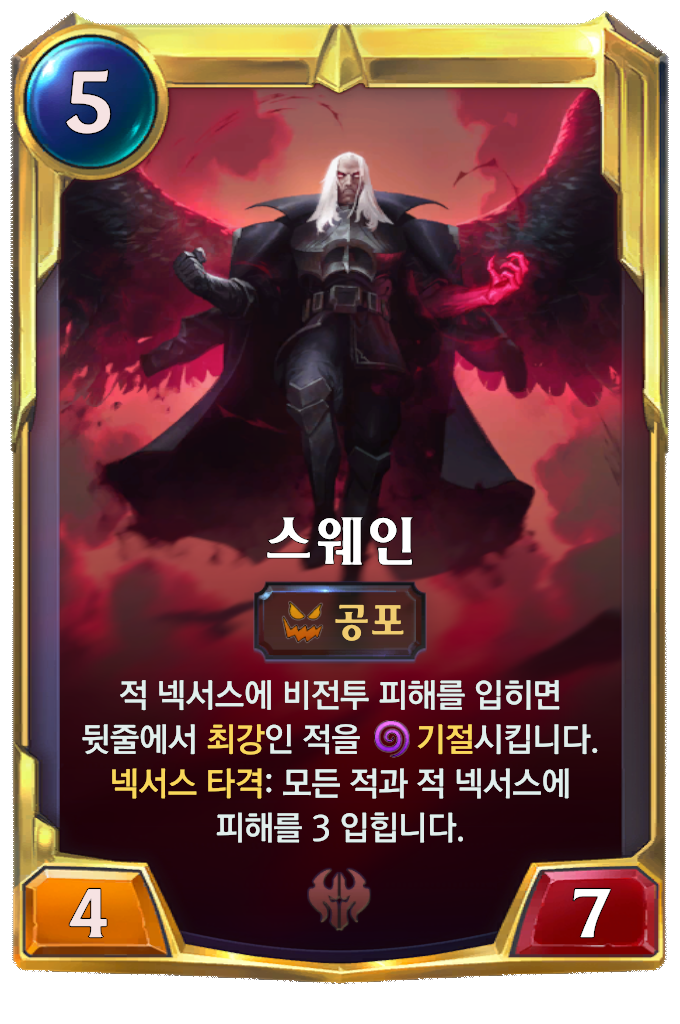 5
스웨인
공포
적 넥서스에 비전투 피해를 입히면
뒷줄에서 최강인 적을 기절시킵니다.
넥서스 타격: 모든 적과 적 넥서스에
피해를 3 입힙니다.
4
7